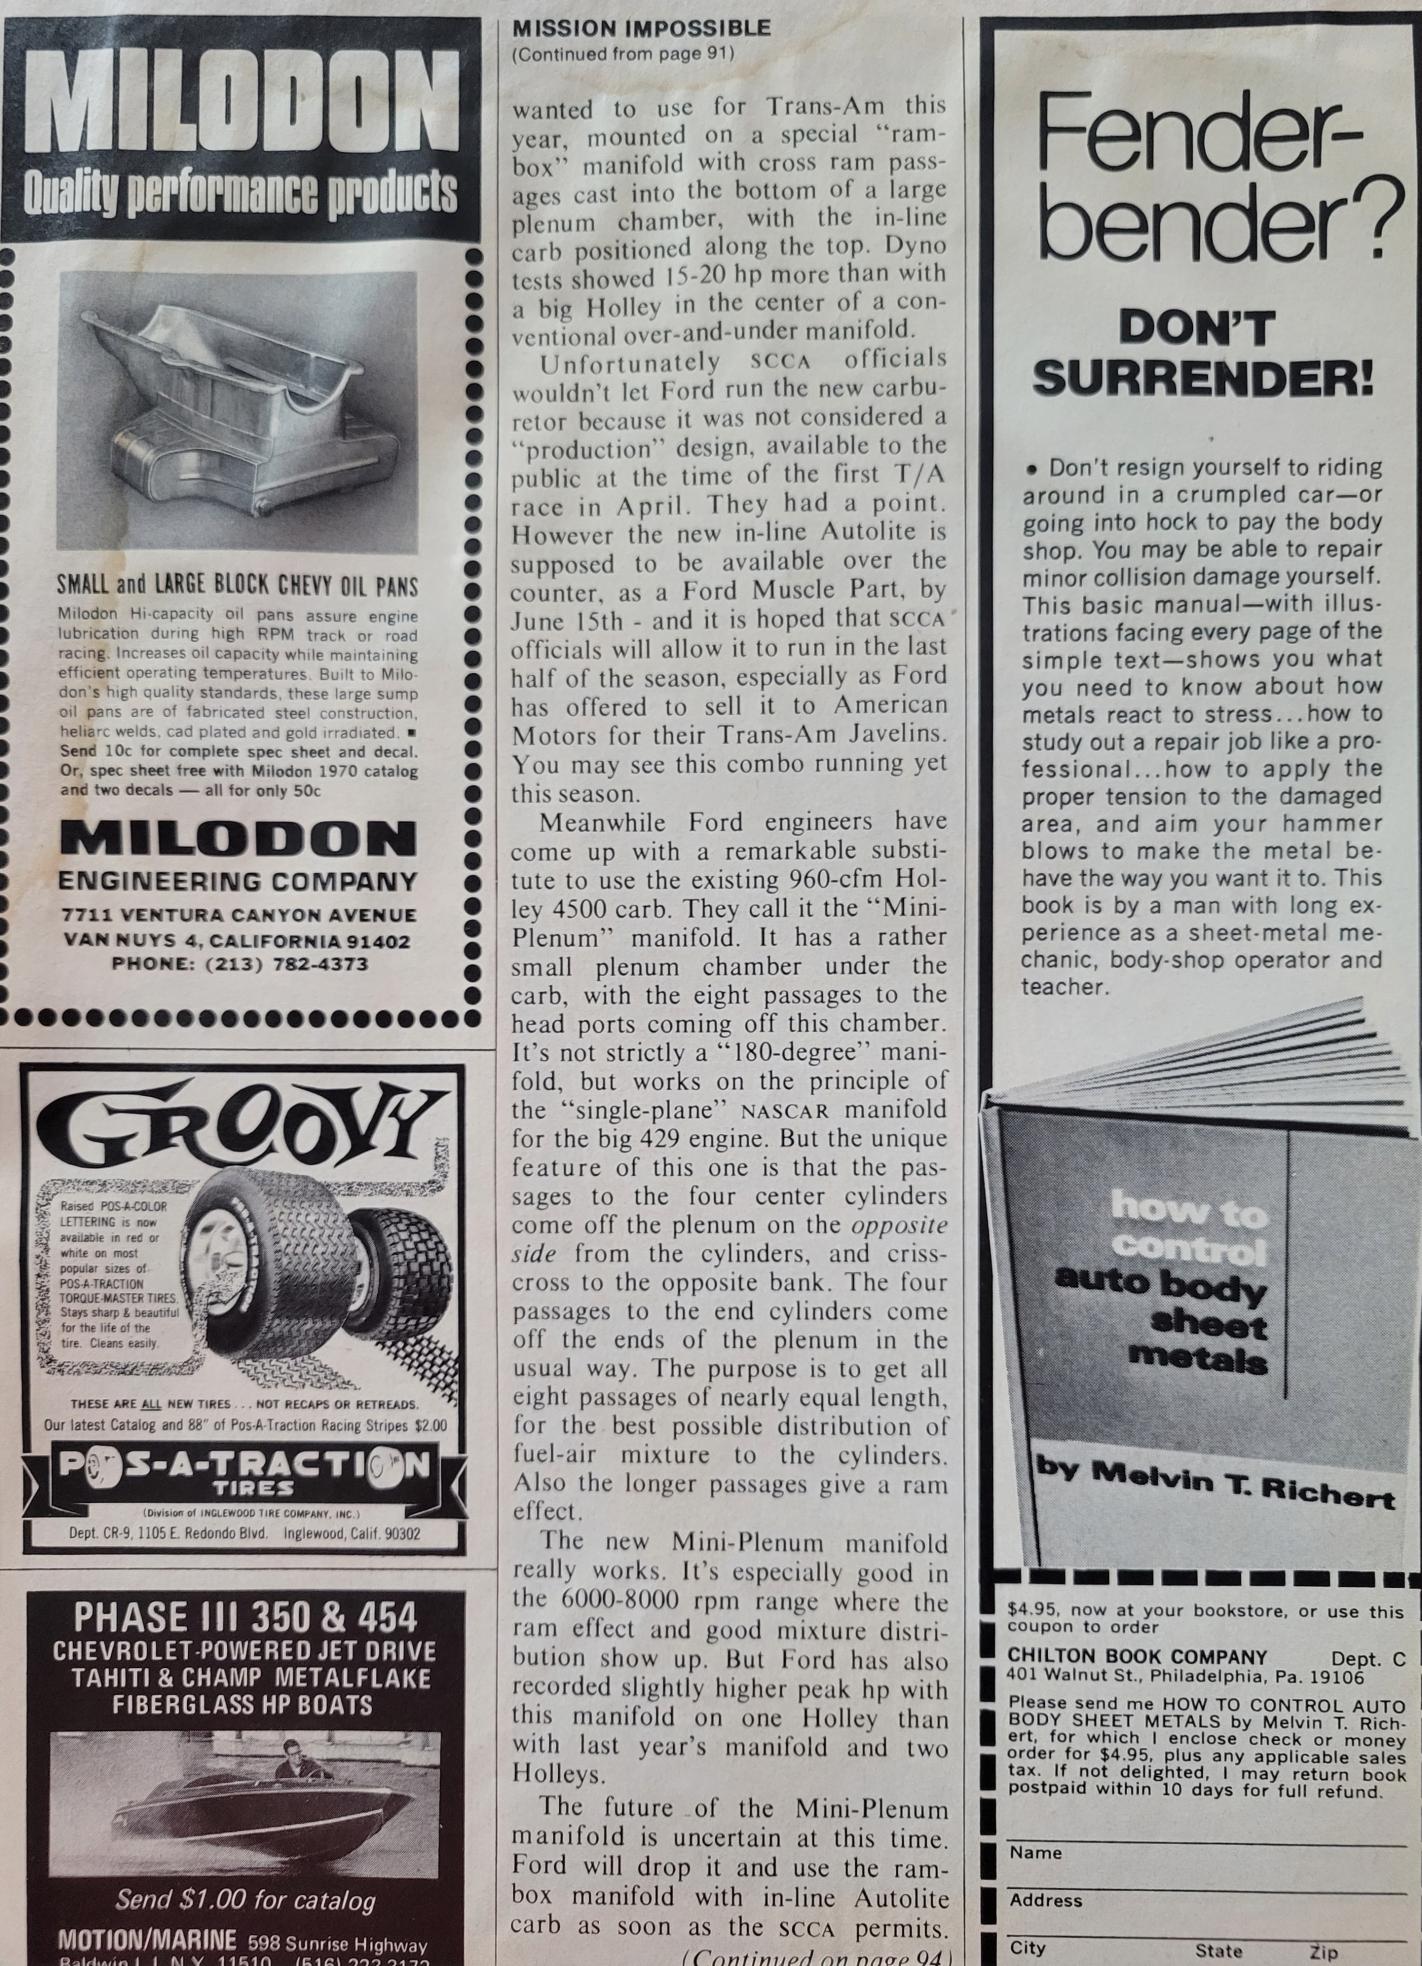 MILODON
Quality performance products
SMALL and LARGE BLOCK CHEVY OIL PANS
Milodon Hi-capacity oil pans assure engine
lubrication during high RPM track or road
racing. Increases oil capacity while maintaining
efficient operating temperatures. Built to Milo-
don's high quality standards, these large sump
oil pans are of fabricated steel construction,
heliarc welds, cad plated and gold irradiated. ■
Send 10c for complete spec sheet and decal.
Or, spec sheet free with Milodon 1970 catalog
and two decals — all for only 50c
MILODON
ENGINEERING COMPANY
7711 VENTURA CANYON AVENUE
VAN NUYS 4, CALIFORNIA 91402
PHONE: (213) 782-4373
GROOVY
Raised POS-A-COLOR
LETTERING is now
available in red or
white on most
popular sizes of
POS-A-TRACTION
TORQUE-MASTER TIRES.
Stays sharp & beautiful
for the life of the
tire. Cleans easily.
THESE ARE ALL NEW TIRES . . . NOT RECAPS OR RETREADS.
Our latest Catalog and 88" of Pos-A-Traction Racing Stripes $2.00
POS-A-TRACTION
TIRES
(Division of INGLEWOOD TIRE COMPANY, INC.)
Dept. CR-9, 1105 E. Redondo Blvd. Inglewood, Calif. 90302
PHASE III 350 & 454
CHEVROLET-POWERED JET DRIVE
TAHITI & CHAMP METALFLAKE
FIBERGLASS HP BOATS
Send $1.00 for catalog
MOTION/MARINE 598 Sunrise Highway
Baldwin, L.I., N.Y. 11510 (516) 223-3172
MISSION IMPOSSIBLE
(Continued from page 91)
wanted to use for Trans-Am this
year, mounted on a special “ram-
box” manifold with cross ram pass-
ages cast into the bottom of a large
plenum chamber, with the in-line
carb positioned along the top. Dyno
tests showed 15-20 hp more than with
a big Holley in the center of a con-
ventional over-and-under manifold.
Unfortunately SCCA officials
wouldn't let Ford run the new carbu-
retor because it was not considered a
“production” design, available to the
public at the time of the first T/A
race in April. They had a point.
However the new in-line Autolite is
supposed to be available over the
counter, as a Ford Muscle Part, by
June 15th - and it is hoped that SCCA
officials will allow it to run in the last
half of the season, especially as Ford
has offered to sell it to American
Motors for their Trans-Am Javelins.
You may see this combo running yet
this season.
Meanwhile Ford engineers have
come up with a remarkable substi-
tute to use the existing 960-cfm Hol-
ley 4500 carb. They call it the “Mini-
Plenum” manifold. It has a rather
small plenum chamber under the
carb, with the eight passages to the
head ports coming off this chamber.
It's not strictly a “180-degree” mani-
fold, but works on the principle of
the “single-plane” NASCAR manifold
for the big 429 engine. But the unique
feature of this one is that the pas-
sages to the four center cylinders
come off the plenum on the opposite
side from the cylinders, and criss-
cross to the opposite bank. The four
passages to the end cylinders come
off the ends of the plenum in the
usual way. The purpose is to get all
eight passages of nearly equal length,
for the best possible distribution of
fuel-air mixture to the cylinders.
Also the longer passages give a ram
effect.
The new Mini-Plenum manifold
really works. It's especially good in
the 6000-8000 rpm range where the
ram effect and good mixture distri-
bution show up. But Ford has also
recorded slightly higher peak hp with
this manifold on one Holley than
with last year's manifold and two
Holleys.
The future of the Mini-Plenum
manifold is uncertain at this time.
Ford will drop it and use the ram-
box manifold with in-line Autolite
carb as soon as the SCCA permits.
(Continued on page 94)
Fender-
bender?
DON'T
SURRENDER!
• Don't resign yourself to riding
around in a crumpled car—or
going into hock to pay the body
shop. You may be able to repair
minor collision damage yourself.
This basic manual—with illus-
trations facing every page of the
simple text—shows you what
you need to know about how
metals react to stress...how to
study out a repair job like a pro-
fessional...how to apply the
proper tension to the damaged
area, and aim your hammer
blows to make the metal be-
have the way you want it to. This
book is by a man with long ex-
perience as a sheet-metal me-
chanic, body-shop operator and
teacher.
how to
control
auto body
sheet
metals
by Melvin T. Richert
$4.95, now at your bookstore, or use this
coupon to order
CHILTON BOOK COMPANY Dept. C
401 Walnut St., Philadelphia, Pa. 19106
Please send me HOW TO CONTROL AUTO
BODY SHEET METALS by Melvin T. Rich-
ert, for which I enclose check or money
order for $4.95, plus any applicable sales
tax. If not delighted, I may return book
postpaid within 10 days for full refund.
Name
Address
City State Zip